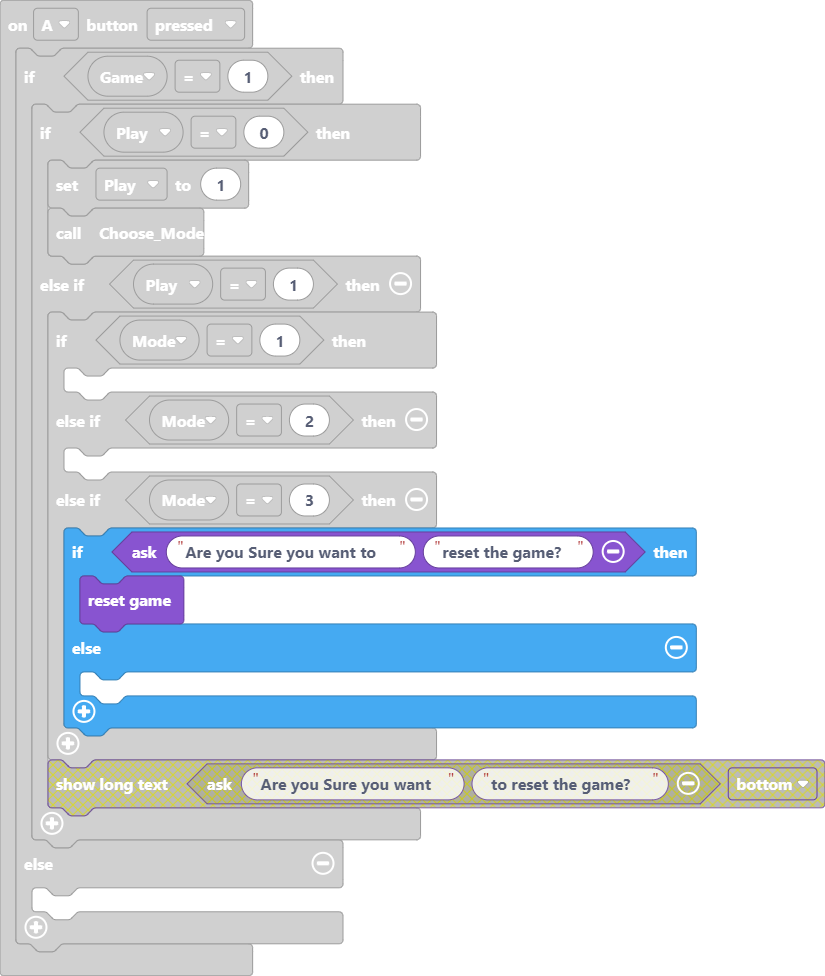 on A button pressed
if Game = 1 then
if Play = 0 then
set Play to 1
call Choose_Mode
else if Play = 1 then
if Mode = 1 then
else if Mode = 2 then
else if Mode = 3 then
if ask "Are you Sure you want to " "reset the game? " then
reset game
else
show long text ask "Are you Sure you want " "to reset the game? " bottom
else